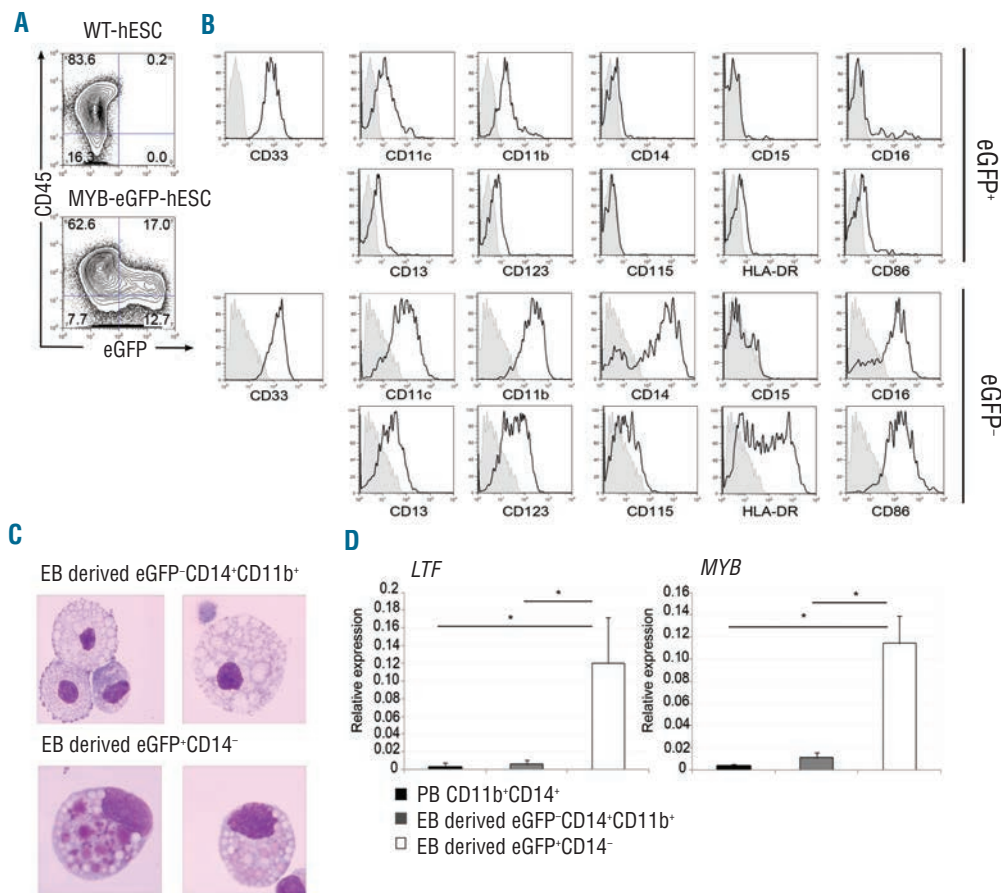 A
WT-hESC
83.6 0.2
16.3 0.0
MYB-eGFP-hESC
62.6 17.0
7.7 12.7
CD45
eGFP
B
CD33 CD11c CD11b CD14 CD15 CD16
CD13 CD123 CD115 HLA-DR CD86
eGFP+
CD33 CD11c CD11b CD14 CD15 CD16
CD13 CD123 CD115 HLA-DR CD86
eGFP-
C
EB derived eGFP-CD14+CD11b+
EB derived eGFP+CD14-
D
LTF
Relative expression
0.2
0.18
0.16
0.14
0.12
0.10
0.08
0.06
0.04
0.02
0
*
*
MYB
Relative expression
0.16
0.14
0.12
0.10
0.08
0.06
0.04
0.02
0
*
*
PB CD11b+CD14+
EB derived eGFP-CD14+CD11b+
EB derived eGFP+CD14-